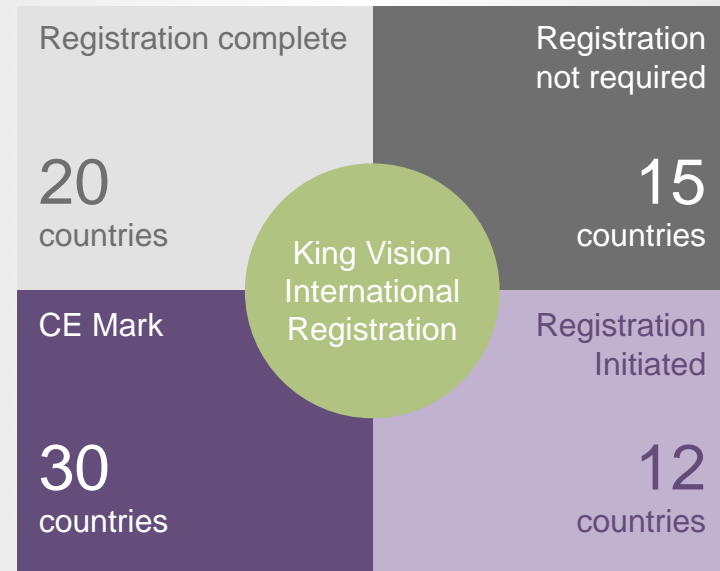 Registration complete
20
countries
Registration
not required
15
countries
King Vision
International
Registration
CE Mark
30
countries
Registration
Initiated
12
countries